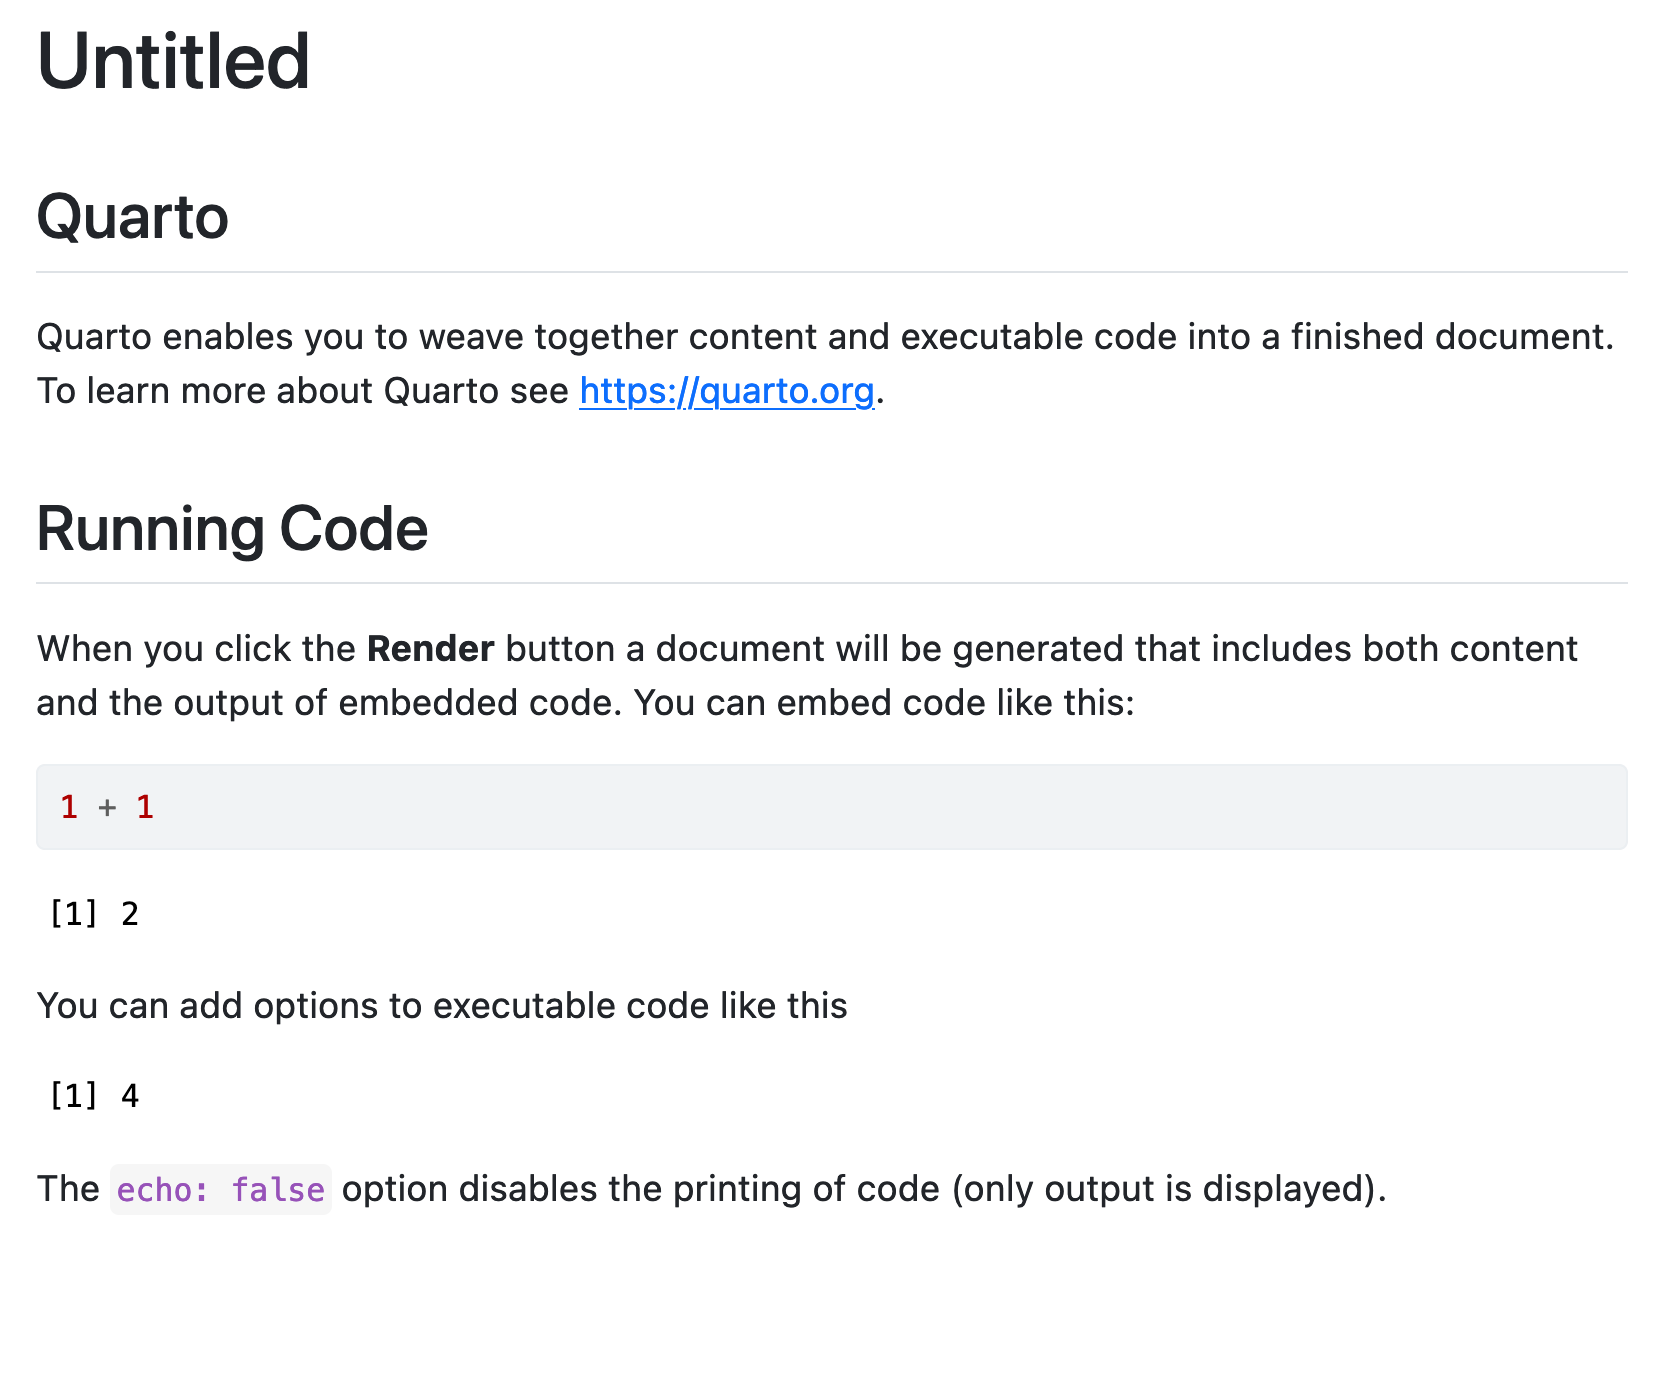 Untitled
Quarto
Quarto enables you to weave together content and executable code into a finished document.
To learn more about Quarto see https://quarto.org.
Running Code
When you click the Render button a document will be generated that includes both content
and the output of embedded code. You can embed code like this:
1 + 1
[1] 2
You can add options to executable code like this
[1] 4
The echo: false option disables the printing of code (only output is displayed).